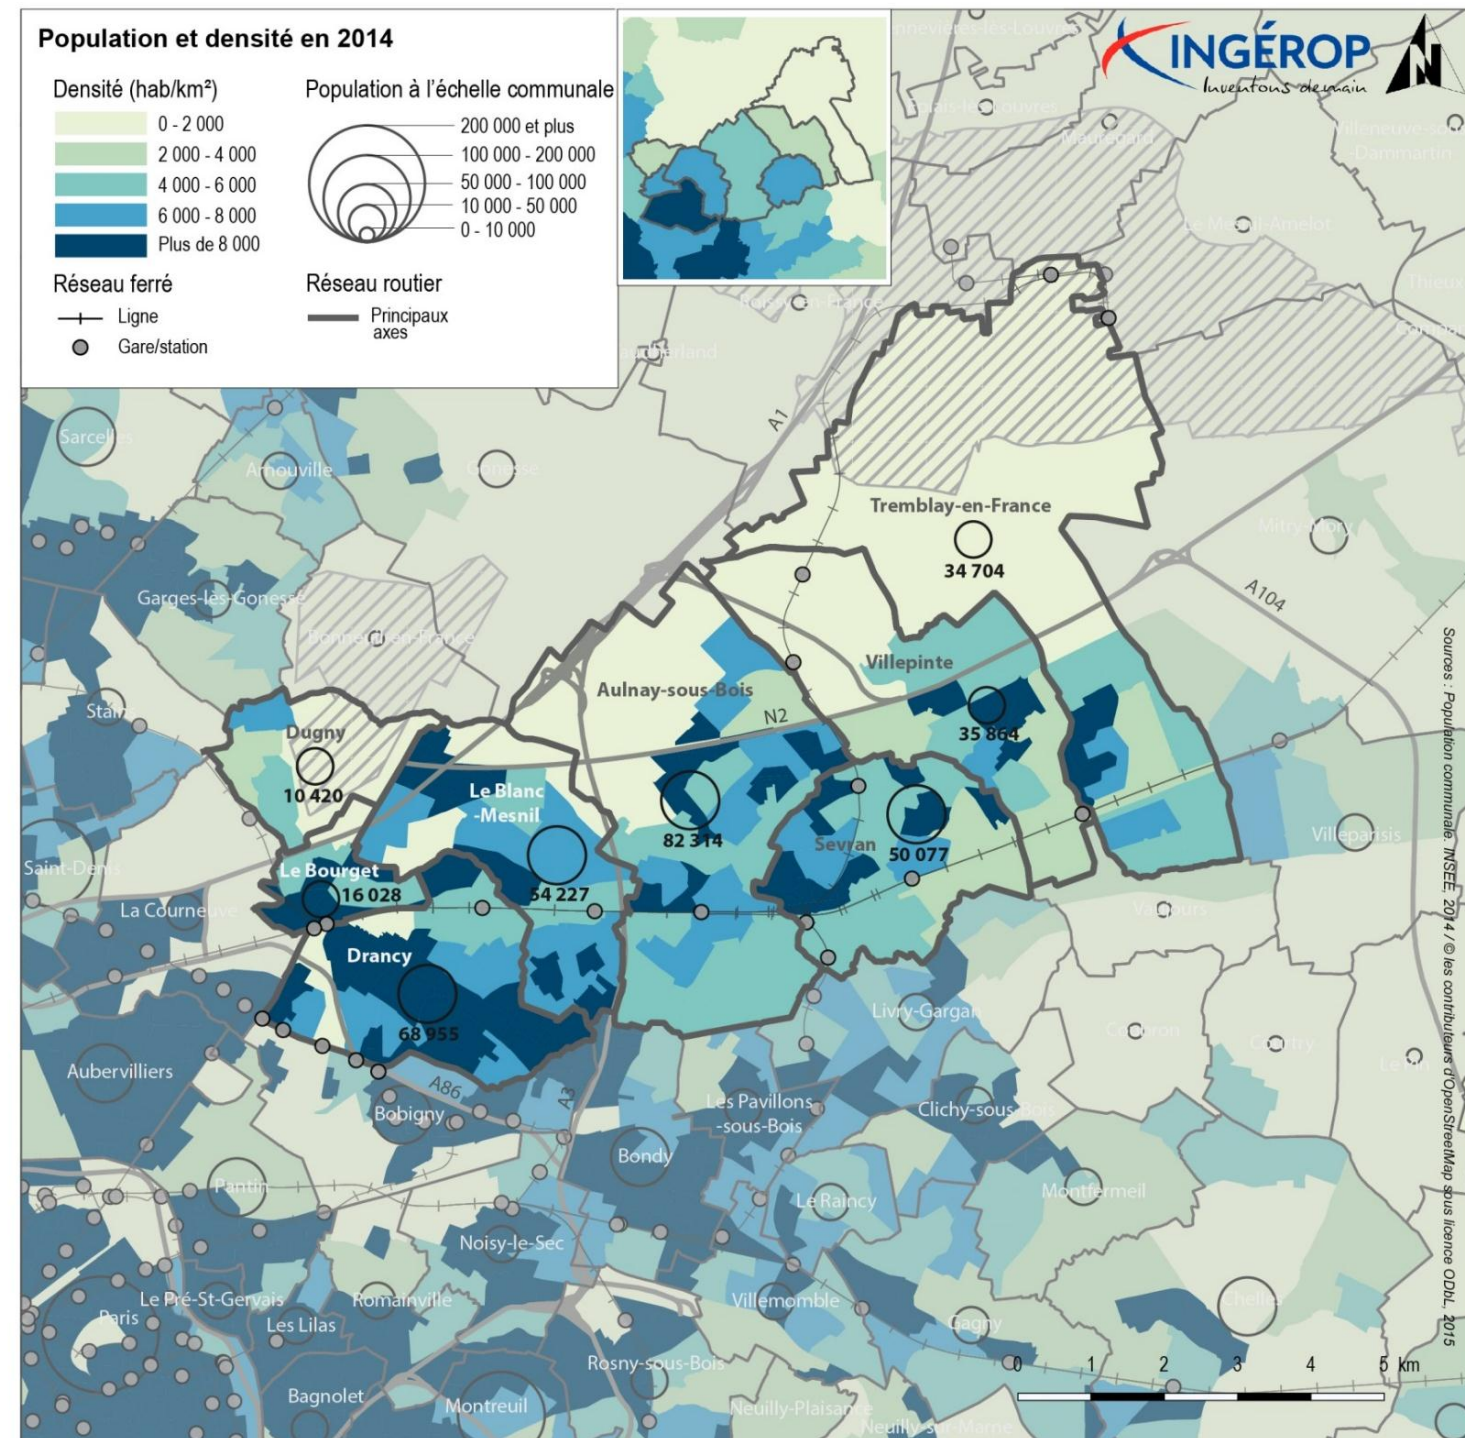 Population et densité en 2014
Densité (hab/km²)
0 - 2 000
2 000 - 4 000
4 000 - 6 000
6 000 - 8 000
Plus de 8 000
Population à l'échelle communale
200 000 et plus
100 000 - 200 000
50 000 - 100 000
10 000 - 50 000
0 - 10 000
Réseau ferré
Ligne
Gare/station
Réseau routier
Principaux
axes
INGÉROP
Inventons demain
N
Mauregard
Le Mesnil-Amelot
Roissy-en-France
Thieux
A1
Sarcelles
Arnouville
Gonesse
Tremblay-en-France
34 704
Mitry-Mory
A104
Garges-lès-Gonesse
Bonneuil-en-France
Villepinte
35 864
Aulnay-sous-Bois
N2
82 314
Stains
Dugny
10 420
Le Blanc
-Mesnil
54 227
Sevran
50 077
Villeparisis
Saint-Denis
Le Bourget
16 028
La Courneuve
Vaujours
Drancy
68 955
Livry-Gargan
Coubron
Courtry
Le Pin
Aubervilliers
A86
A3
Bobigny
Les Pavillons
-sous-Bois
Clichy-sous-Bois
Bondy
Pantin
Le Raincy
Montfermeil
Noisy-le-Sec
Le Pré-St-Gervais
Romainville
Villemomble
Chelles
Paris
Les Lilas
Gagny
Rosny-sous-Bois
Bagnolet
Montreuil
Neuilly-Plaisance
Neuilly-sur-Marne
0 1 2 3 4 5 km
Sources : Population communale. INSEE, 2014 / © les contributeurs d'OpenStreetMap sous licence ODbL, 2015